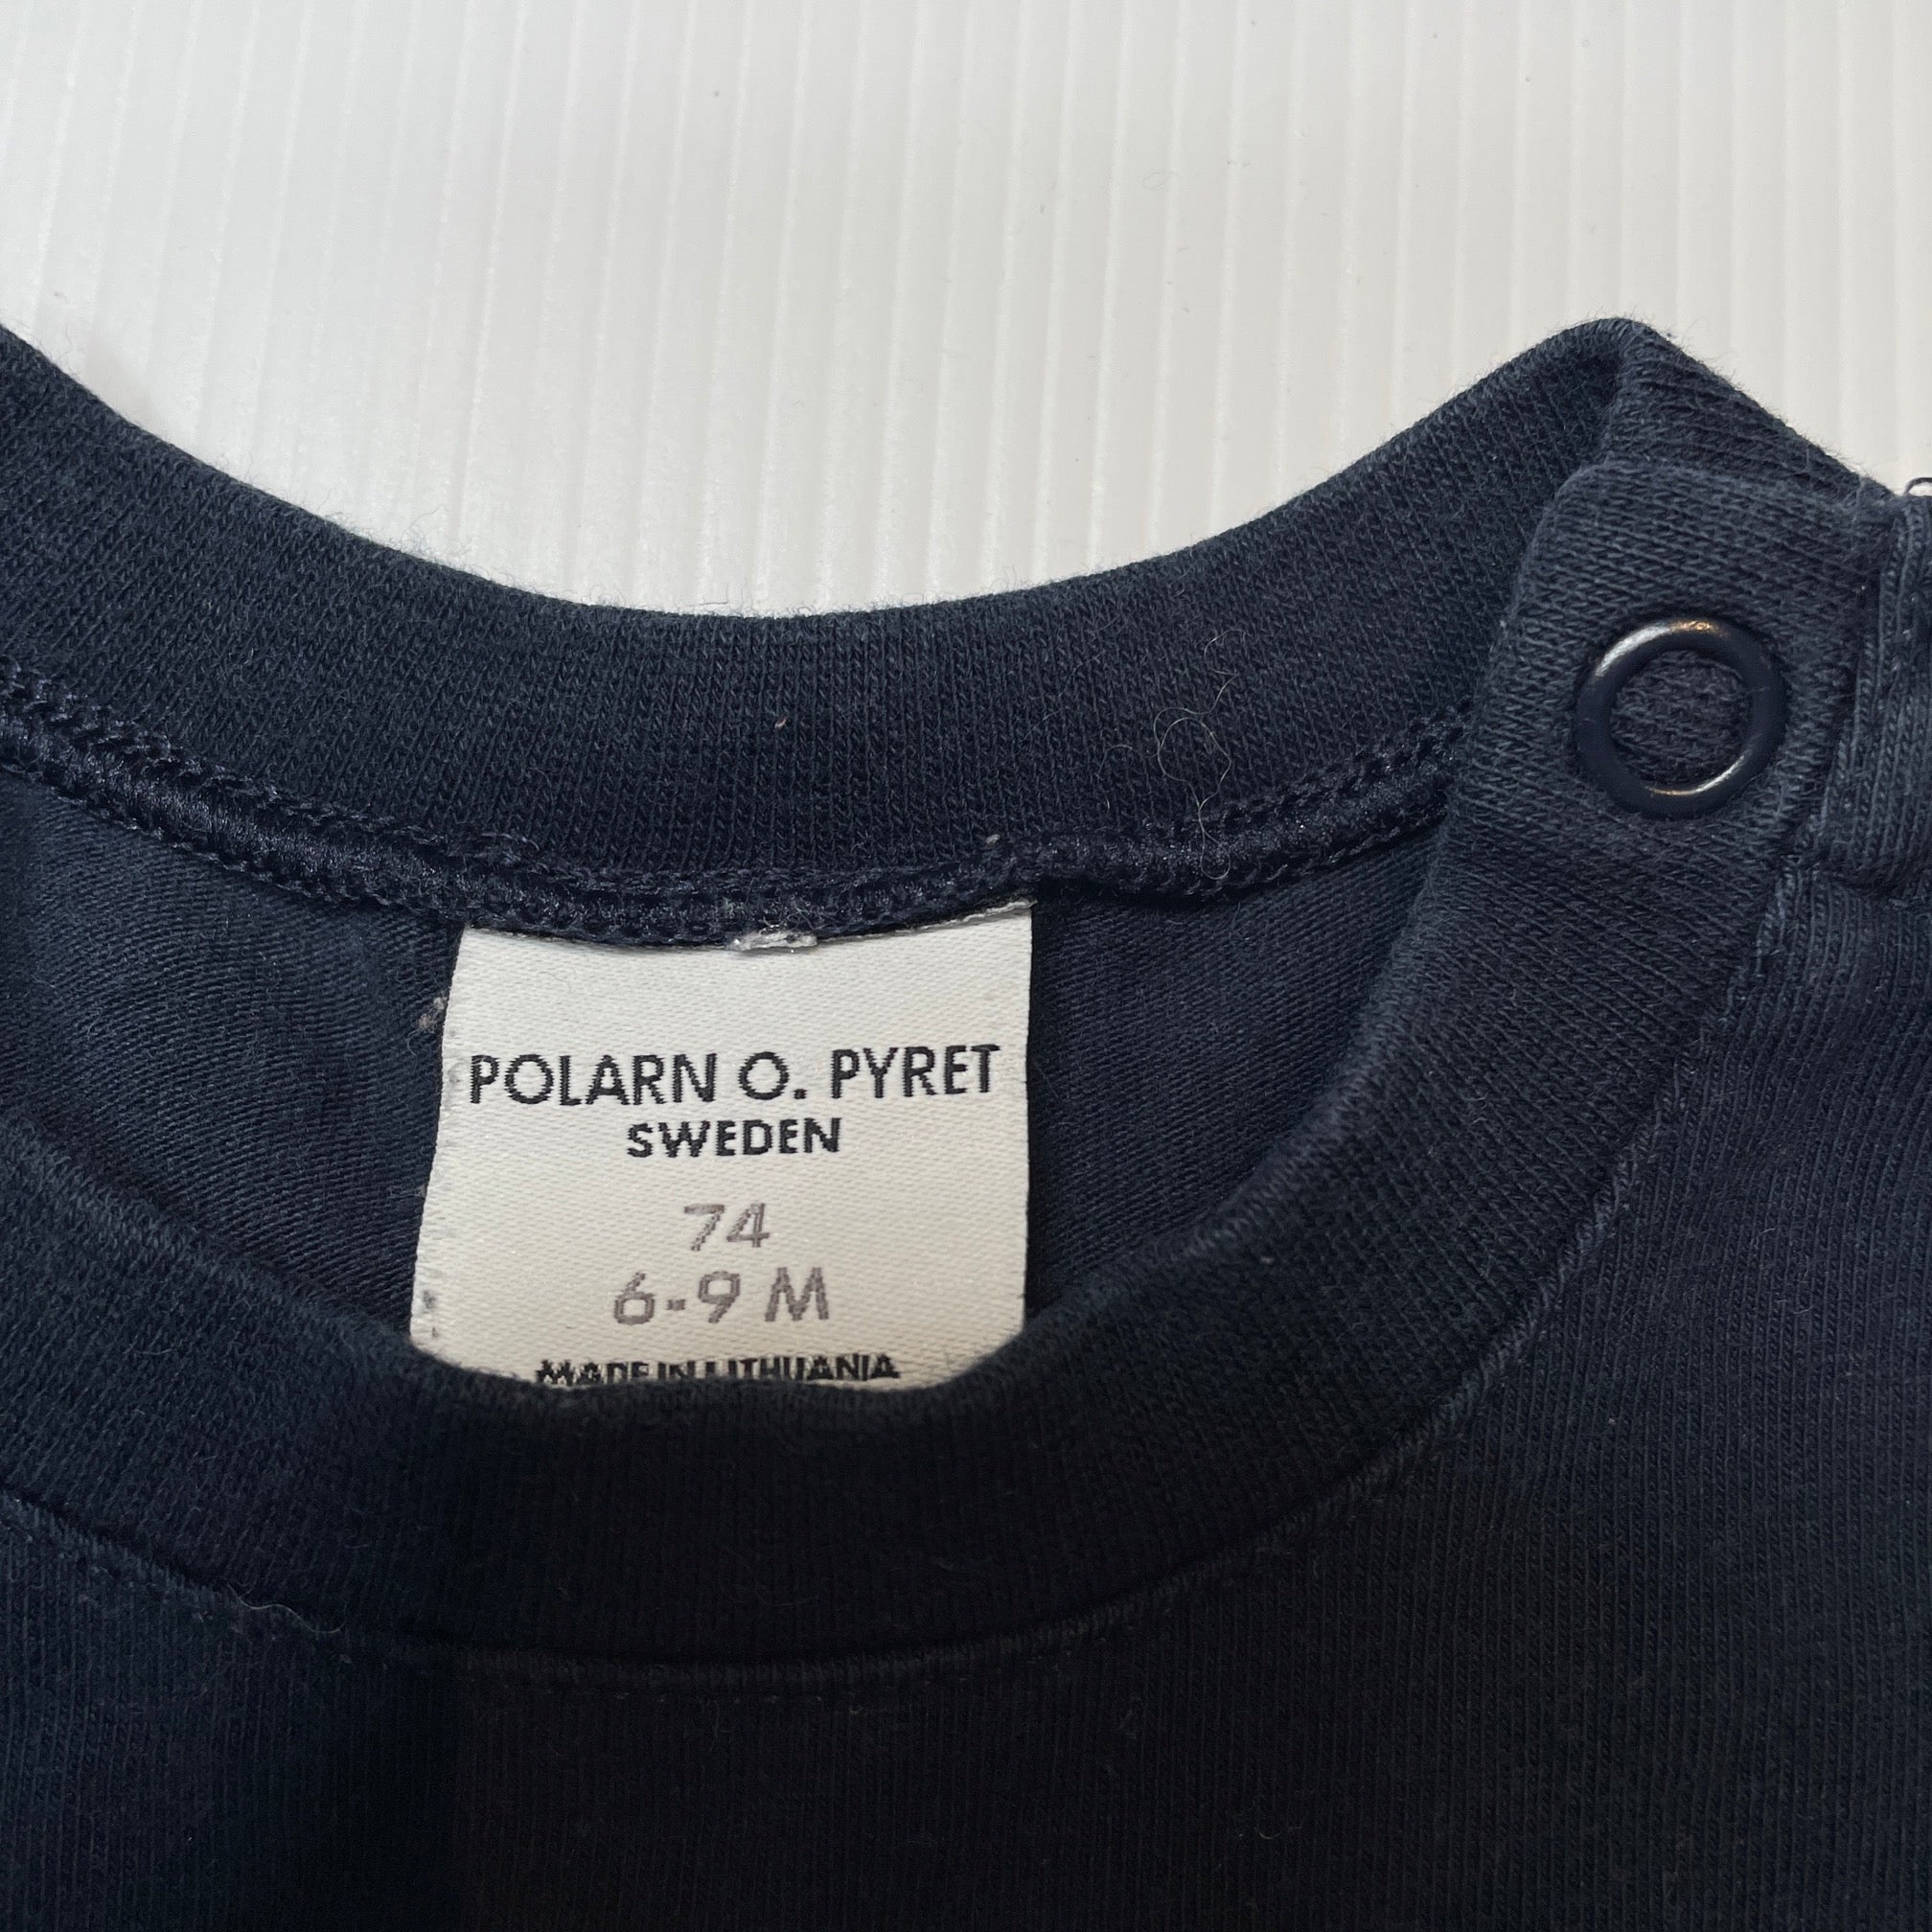 POLARN O. PYRET
SWEDEN
74
6-9 M
MADE IN LITHUANIA